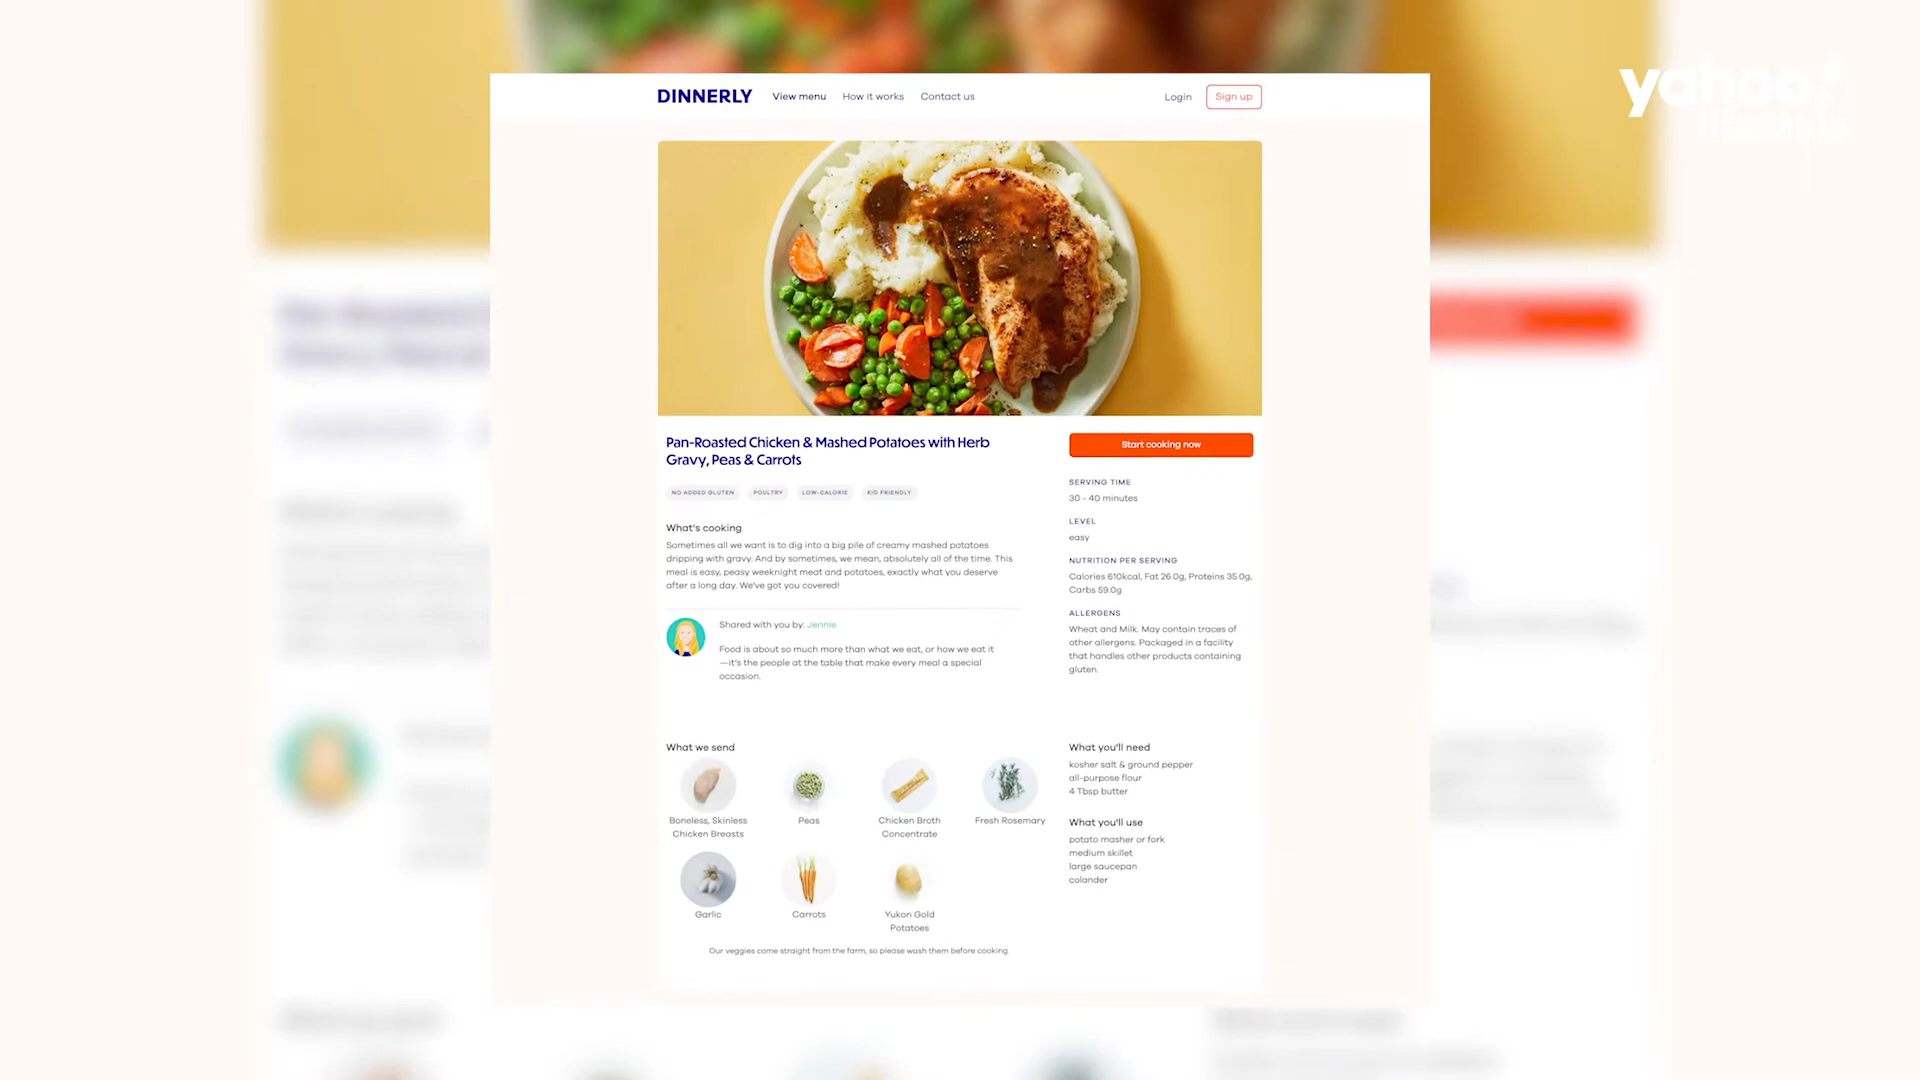 yahoo!
DINNERLY View menu How it works Contact us Login Sign up
Pan-Roasted Chicken & Mashed Potatoes with Herb
Gravy, Peas & Carrots
NO ADDED GLUTEN POULTRY LOW-CALORIE KID FRIENDLY
What's cooking
Sometimes all we want is to dig into a big pile of creamy mashed potatoes
dripping with gravy. And by sometimes, we mean, absolutely all of the time. This
meal is easy, peasy weeknight meat and potatoes, exactly what you deserve
after a long day. We've got you covered!
Shared with you by: Jennie
Food is about so much more than what we eat, or how we eat it
—it's the people at the table that make every meal a special
occasion.
Start cooking now
SERVING TIME
30 - 40 minutes
LEVEL
easy
NUTRITION PER SERVING
Calories 610kcal, Fat 26.0g, Proteins 35.0g,
Carbs 59.0g
ALLERGENS
Wheat and Milk. May contain traces of
other allergens. Packaged in a facility
that handles other products containing
gluten.
What we send
Boneless, Skinless
Chicken Breasts
Peas
Chicken Broth
Concentrate
Fresh Rosemary
Garlic
Carrots
Yukon Gold
Potatoes
Our veggies come straight from the farm, so please wash them before cooking.
What you'll need
kosher salt & ground pepper
all-purpose flour
4 Tbsp butter
What you'll use
potato masher or fork
medium skillet
large saucepan
colander